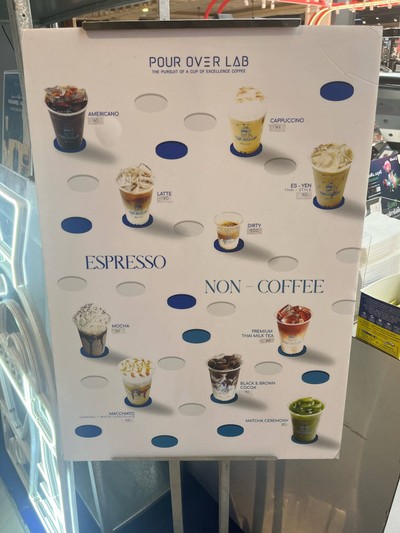 POUR OVER LAB
THE PURSUIT OF A CUP OF EXCELLENCE COFFEE
AMERICANO
CAPPUCCINO
LATTE
ES - YEN
DIRTY
ESPRESSO
NON - COFFEE
MOCHA
PREMIUM
THAI MILK TEA
BLACK & BROWN
COCOA
MACCHIATO
MATCHA CEREMONY